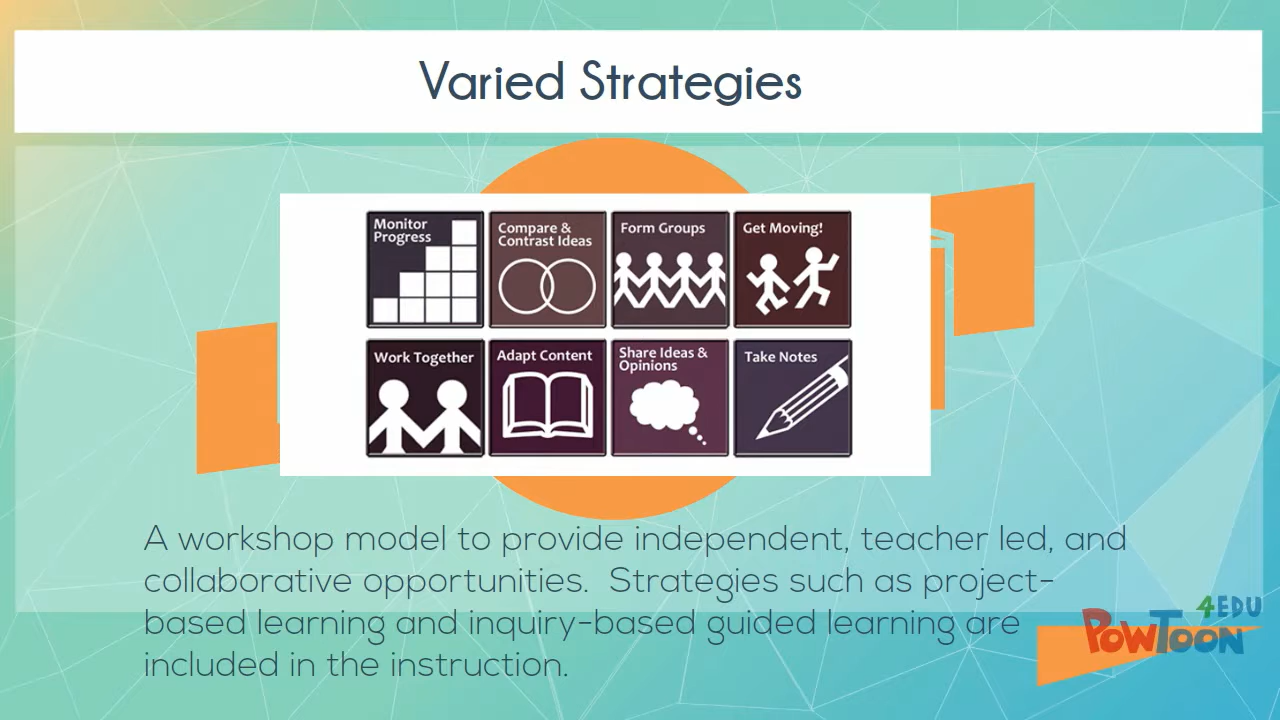 Varied Strategies
Monitor
Progress
Compare &
Contrast Ideas
Form Groups
Get Moving!
Work Together
Adapt Content
Share Ideas &
Opinions
Take Notes
A workshop model to provide independent, teacher led, and
collaborative opportunities.  Strategies such as project-
based learning and inquiry-based guided learning are
included in the instruction.
4EDU
POWTOON